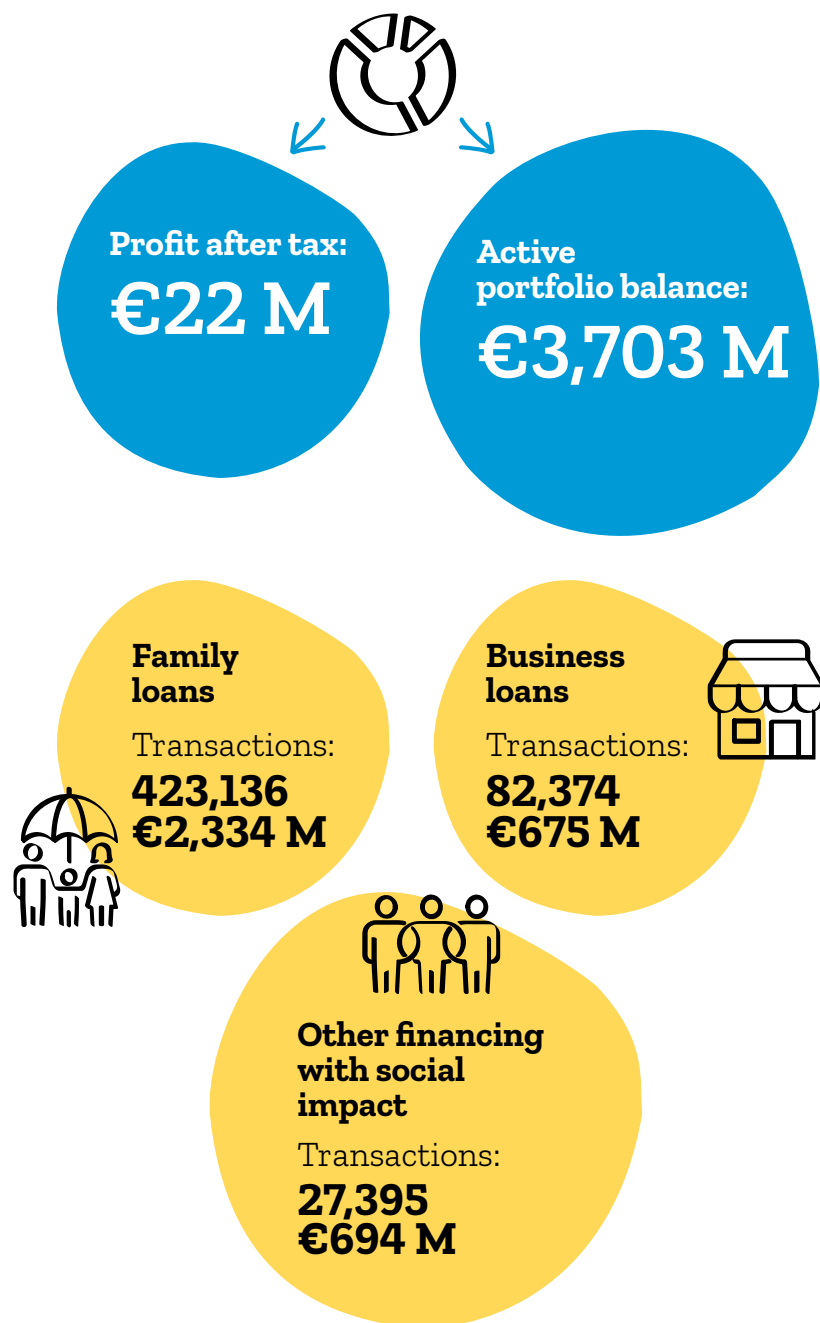 Profit after tax:
€22 M
Active
portfolio balance:
€3,703 M
Family
loans
Transactions:
423,136
€2,334 M
Business
loans
Transactions:
82,374
€675 M
Other financing
with social
impact
Transactions:
27,395
€694 M